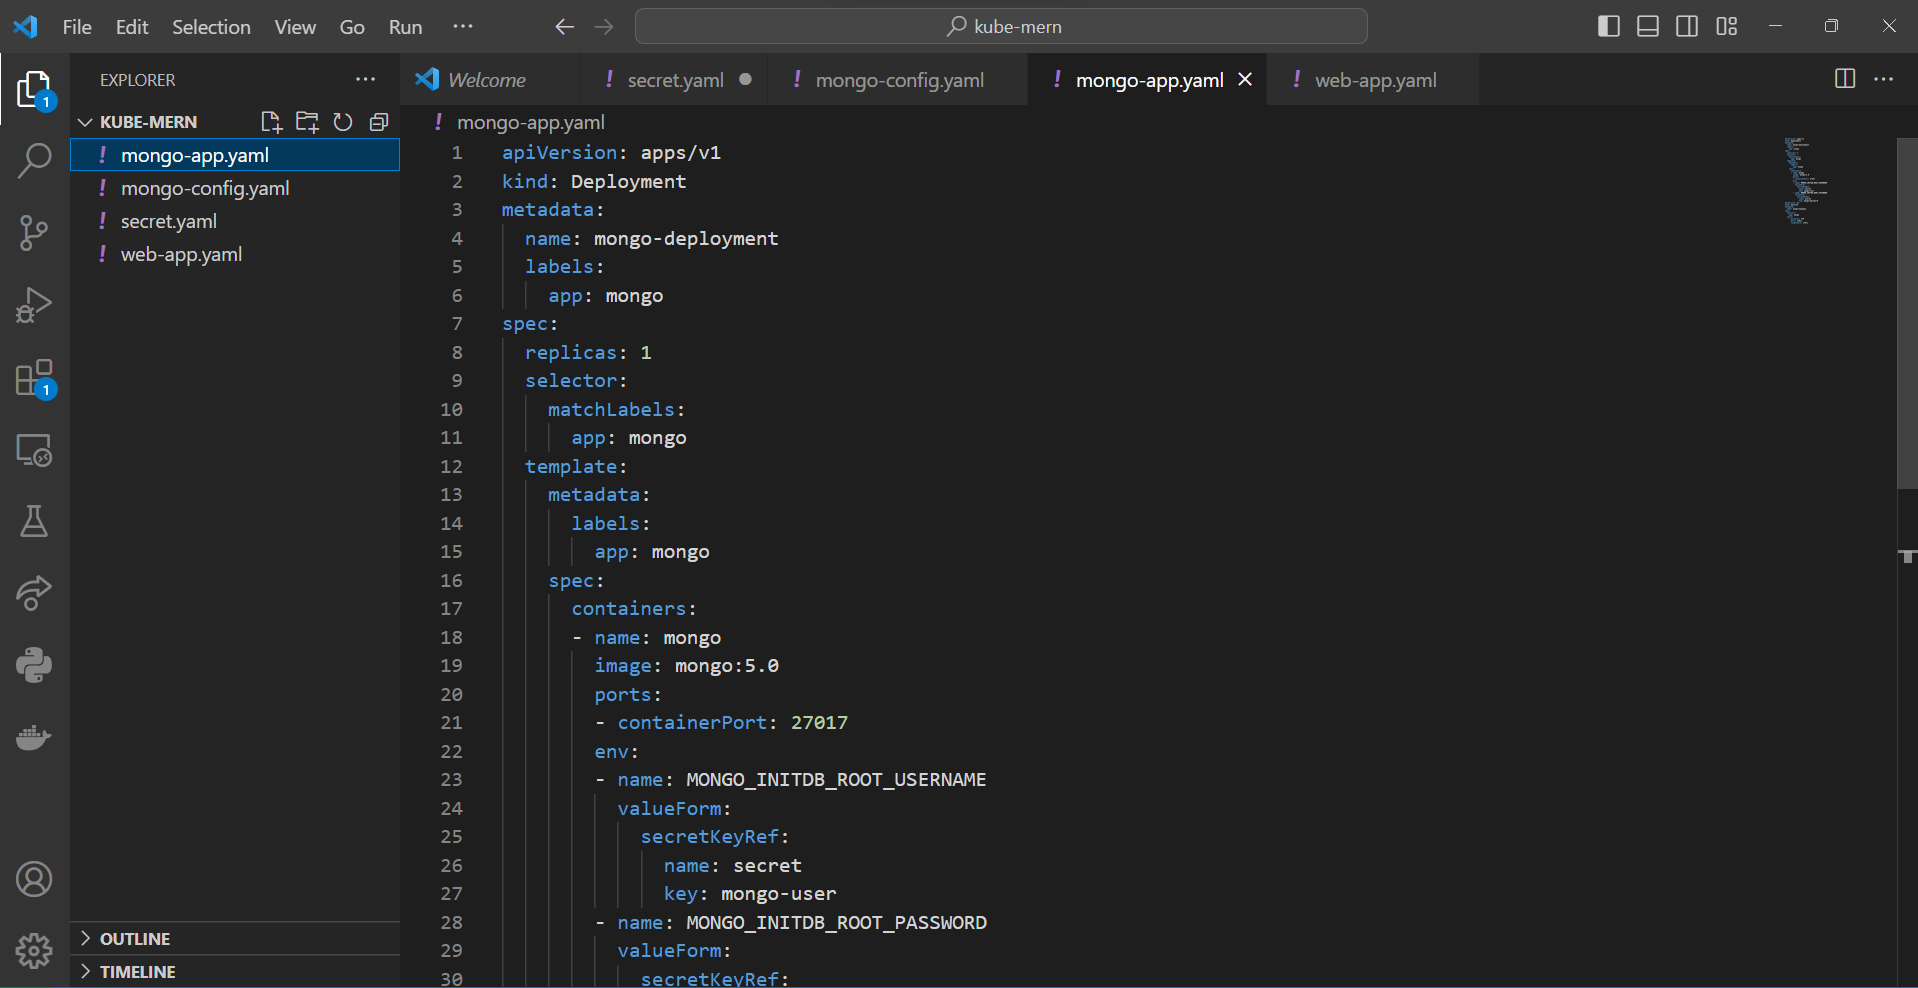 File Edit Selection View Go Run ··· kube-mern
EXPLORER ···
KUBE-MERN
! mongo-app.yaml
! mongo-config.yaml
! secret.yaml
! web-app.yaml
OUTLINE
TIMELINE
1
1
Welcome ! secret.yaml ! mongo-config.yaml ! mongo-app.yaml ! web-app.yaml ···
! mongo-app.yaml
1 apiVersion: apps/v1
2 kind: Deployment
3 metadata:
4 name: mongo-deployment
5 labels:
6 app: mongo
7 spec:
8 replicas: 1
9 selector:
10 matchLabels:
11 app: mongo
12 template:
13 metadata:
14 labels:
15 app: mongo
16 spec:
17 containers:
18 - name: mongo
19 image: mongo:5.0
20 ports:
21 - containerPort: 27017
22 env:
23 - name: MONGO_INITDB_ROOT_USERNAME
24 valueForm:
25 secretKeyRef:
26 name: secret
27 key: mongo-user
28 - name: MONGO_INITDB_ROOT_PASSWORD
29 valueForm:
30 secretKeyRef: